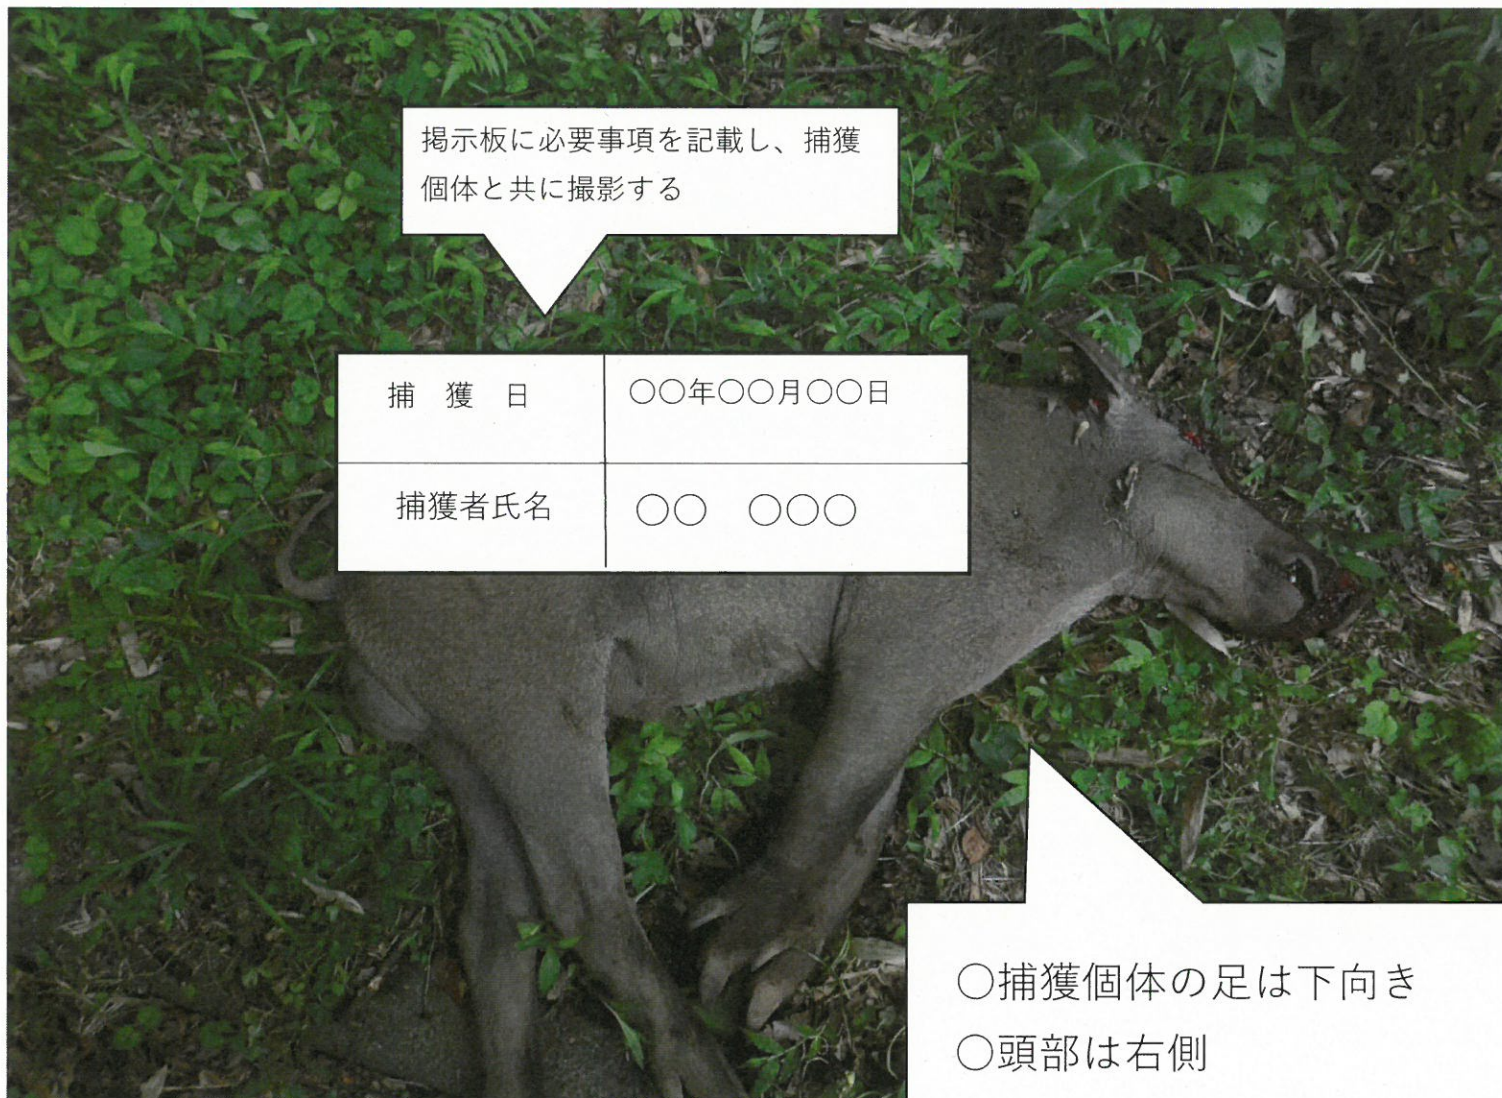 掲示板に必要事項を記載し、捕獲
個体と共に撮影する
捕　獲　日　○○年○○月○○日
捕獲者氏名　○○　○○○
○捕獲個体の足は下向き
○頭部は右側